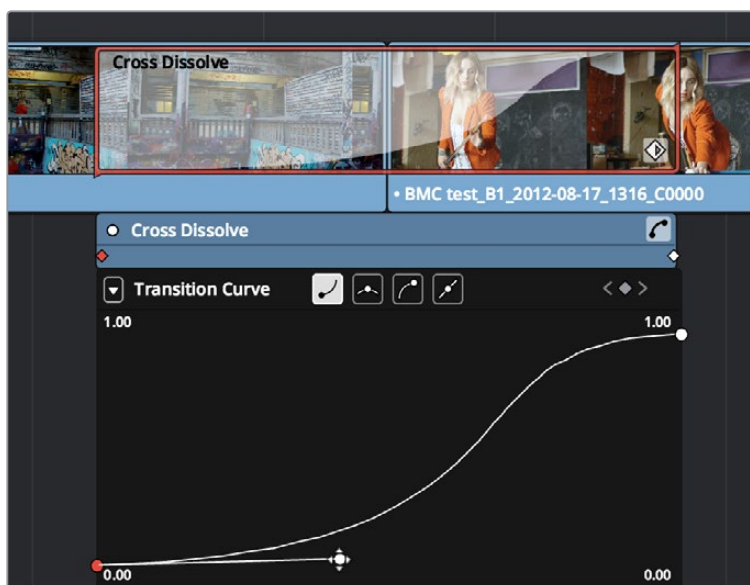 Cross Dissolve
• BMC test_B1_2012-08-17_1316_C0000
Cross Dissolve
Transition Curve
1.00 1.00
0.00 0.00